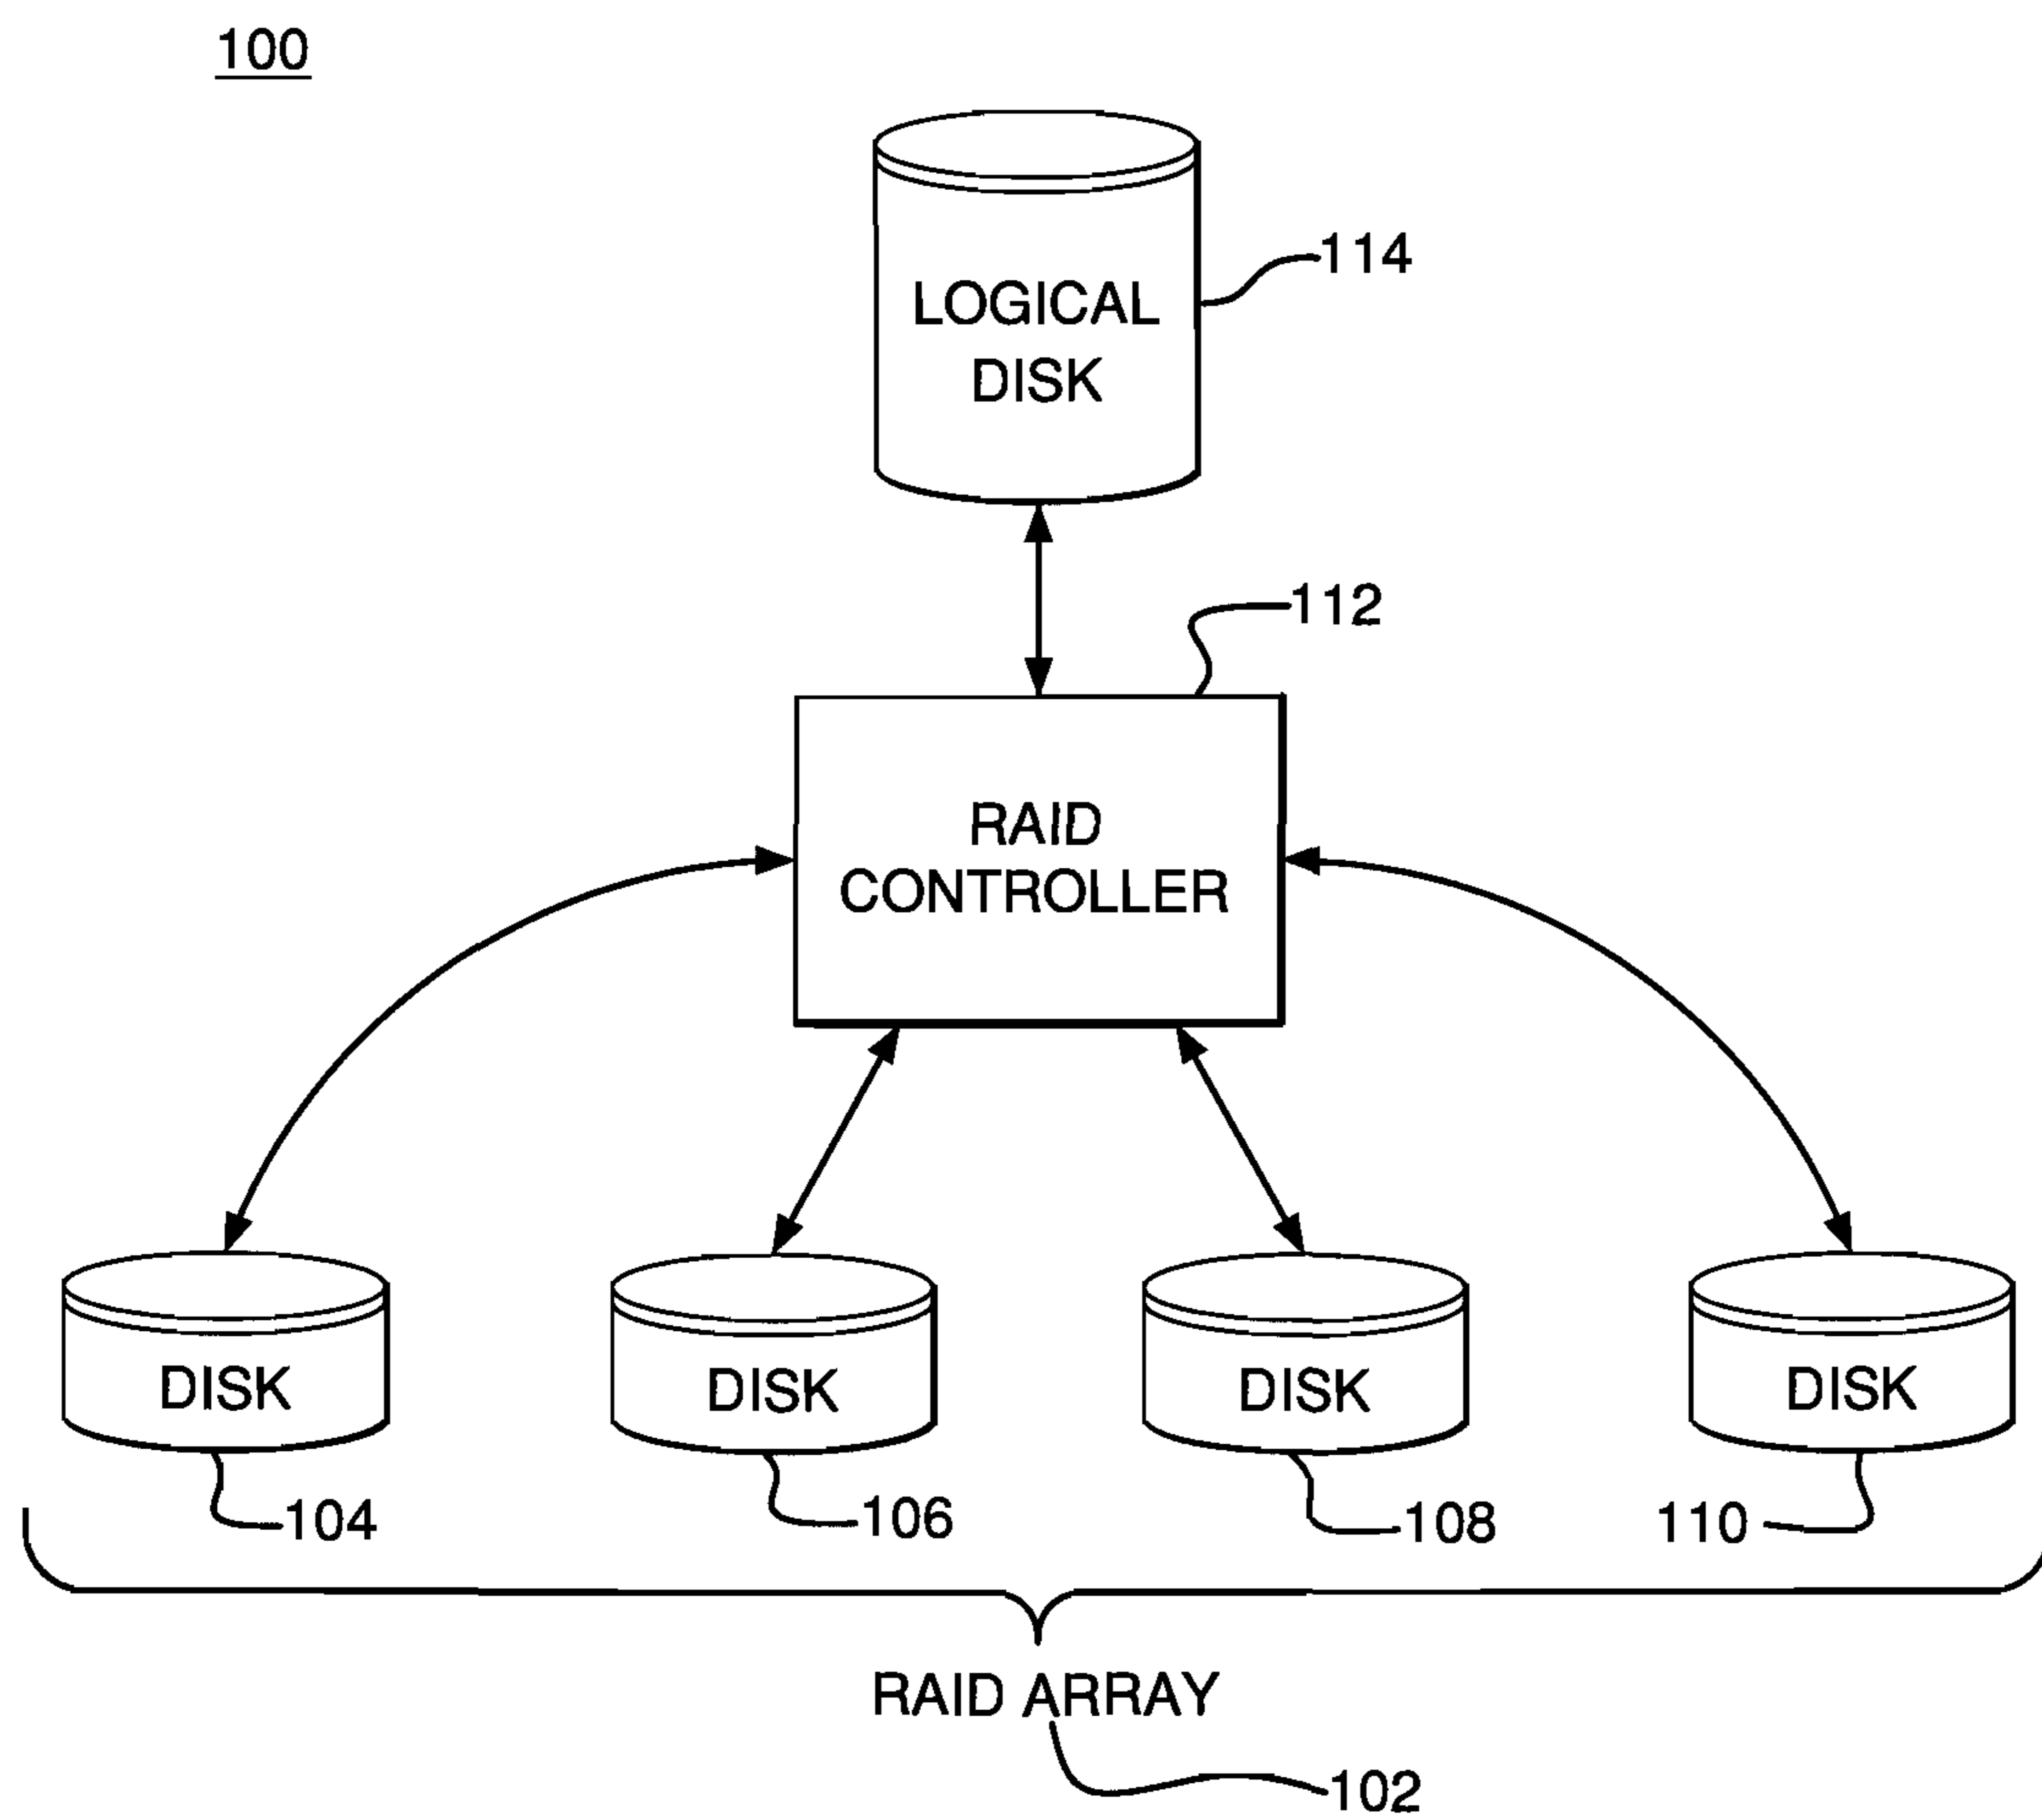 100
114
LOGICAL
DISK
112
RAID
CONTROLLER
DISK
DISK
DISK
DISK
104
106
108
110
RAID ARRAY
102